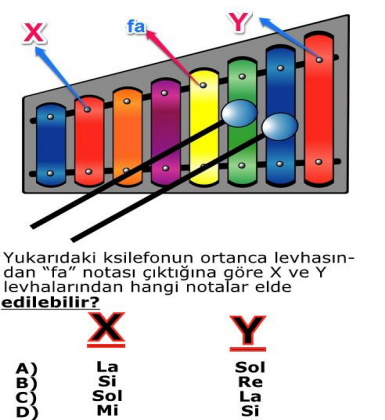 X fa Y
Yukarıdaki ksilefonun ortanca levhasın-
dan “fa” notası çıktığına göre X ve Y
levhalarından hangi notalar elde
edilebilir?
X Y
A) La Sol
B) Si Re
C) Sol La
D) Mi Si